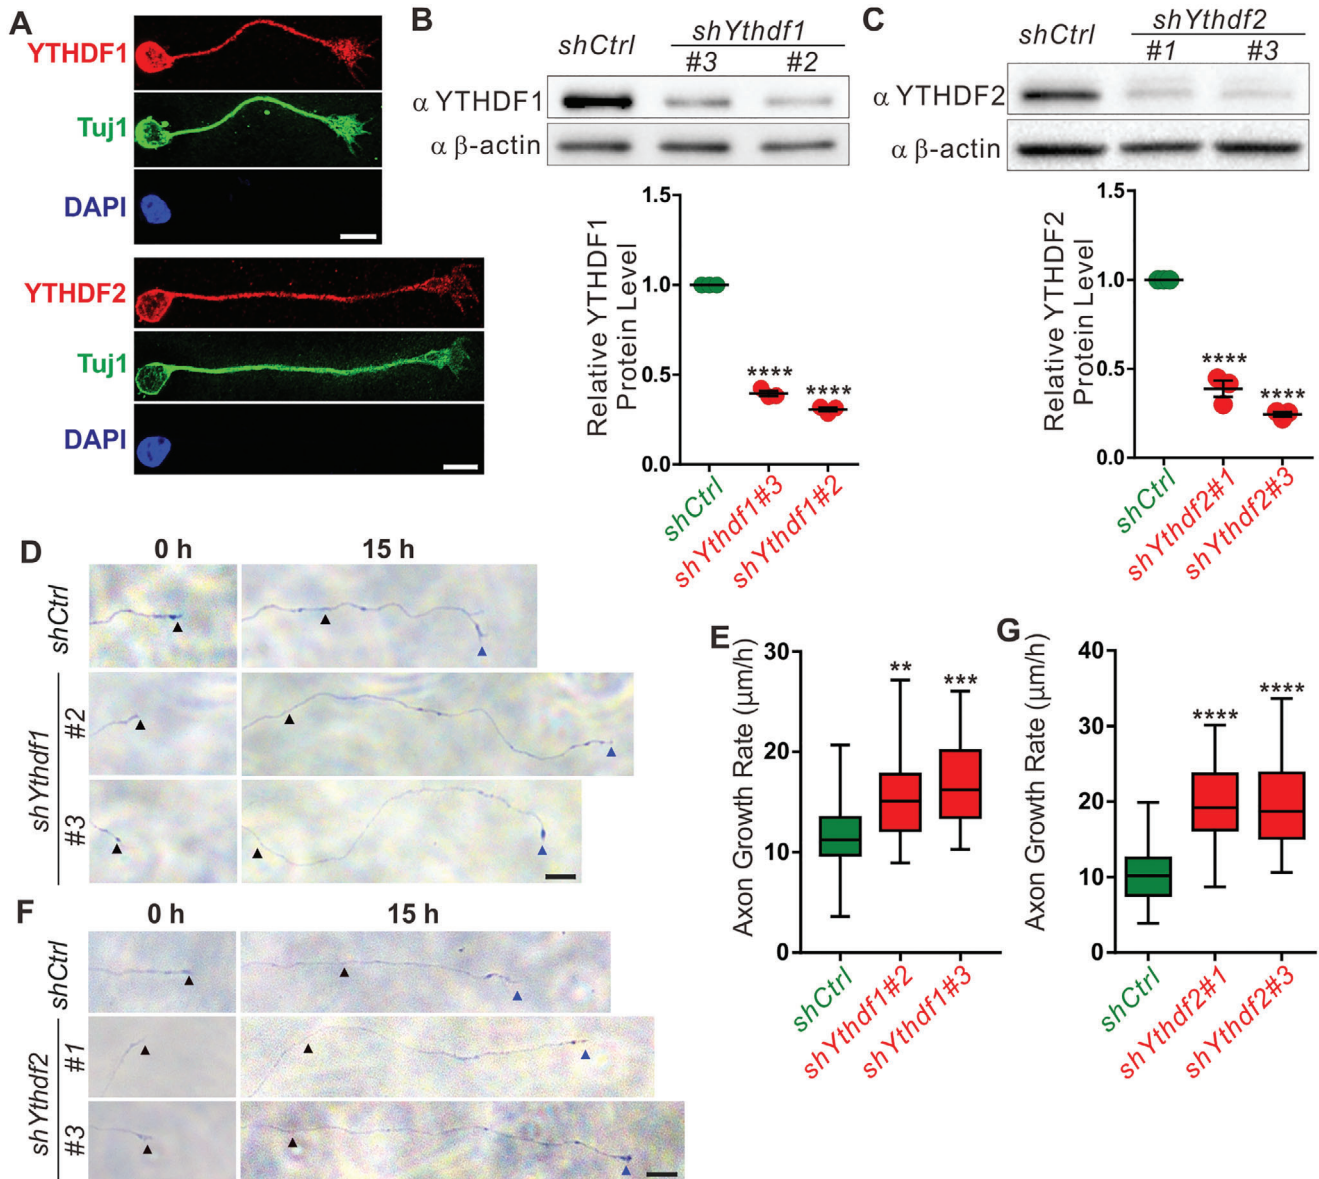 A
YTHDF1
Tuj1
DAPI
YTHDF2
Tuj1
DAPI
B
shCtrl
shYthdf1
#3 #2
α YTHDF1
α β-actin
Relative YTHDF1
Protein Level
1.5
1.0
0.5
0.0
****
****
shCtrl
shYthdf1#3
shYthdf1#2
C
shCtrl
shYthdf2
#1 #3
α YTHDF2
α β-actin
Relative YTHDF2
Protein Level
1.5
1.0
0.5
0.0
****
****
shCtrl
shYthdf2#1
shYthdf2#3
D
0 h 15 h
shCtrl
shYthdf1
#2
#3
E
Axon Growth Rate (μm/h)
30
20
10
0
**
***
shCtrl
shYthdf1#2
shYthdf1#3
F
0 h 15 h
shCtrl
shYthdf2
#1
#3
G
Axon Growth Rate (μm/h)
40
30
20
10
0
****
****
shCtrl
shYthdf2#1
shYthdf2#3